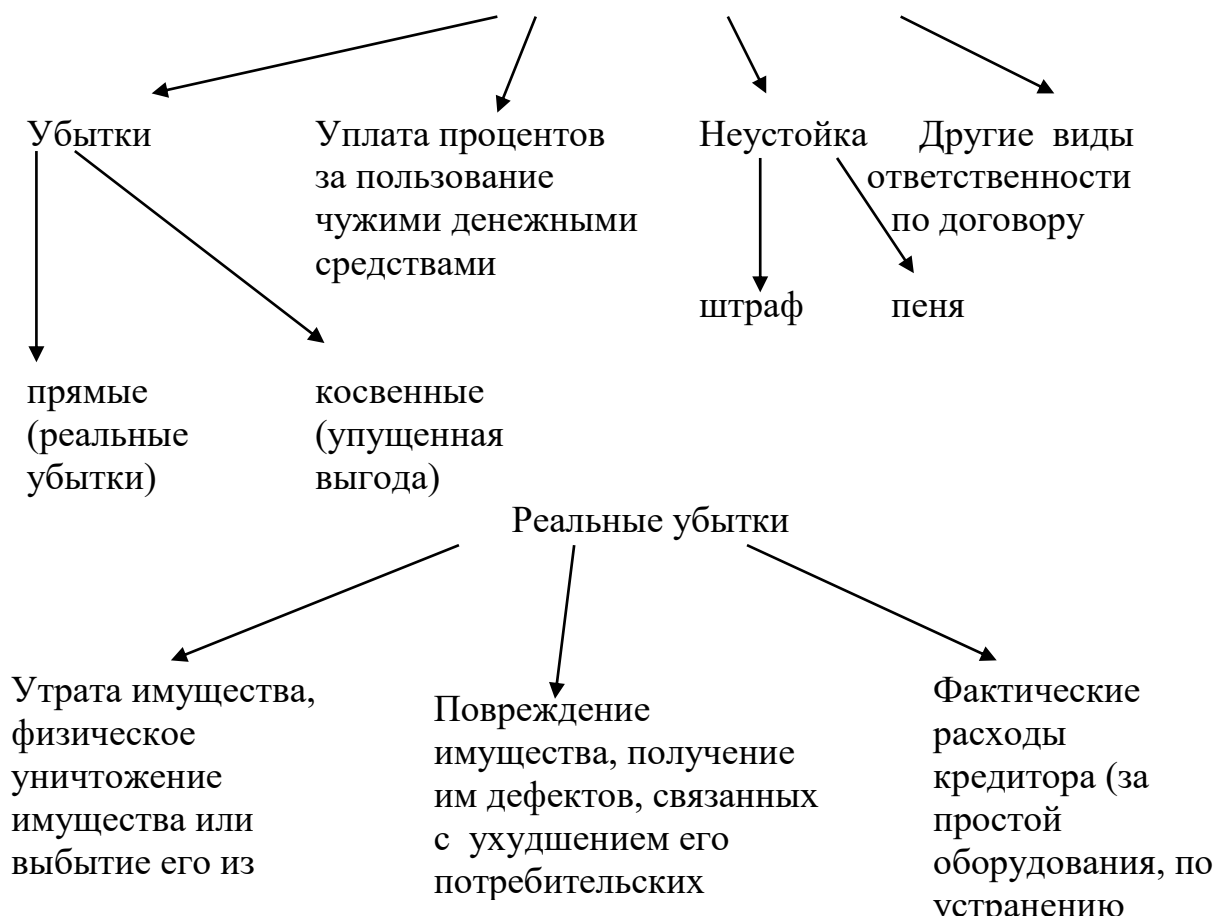 Убытки
Уплата процентов
за пользование
чужими денежными
средствами
Неустойка
Другие виды
ответственности
по договору
штраф
пеня
прямые
(реальные
убытки)
косвенные
(упущенная
выгода)
Реальные убытки
Утрата имущества,
физическое
уничтожение
имущества или
выбытие его из
Повреждение
имущества, получение
им дефектов, связанных
с ухудшением его
потребительских
Фактические
расходы
кредитора (за
простой
оборудования, по
устранению